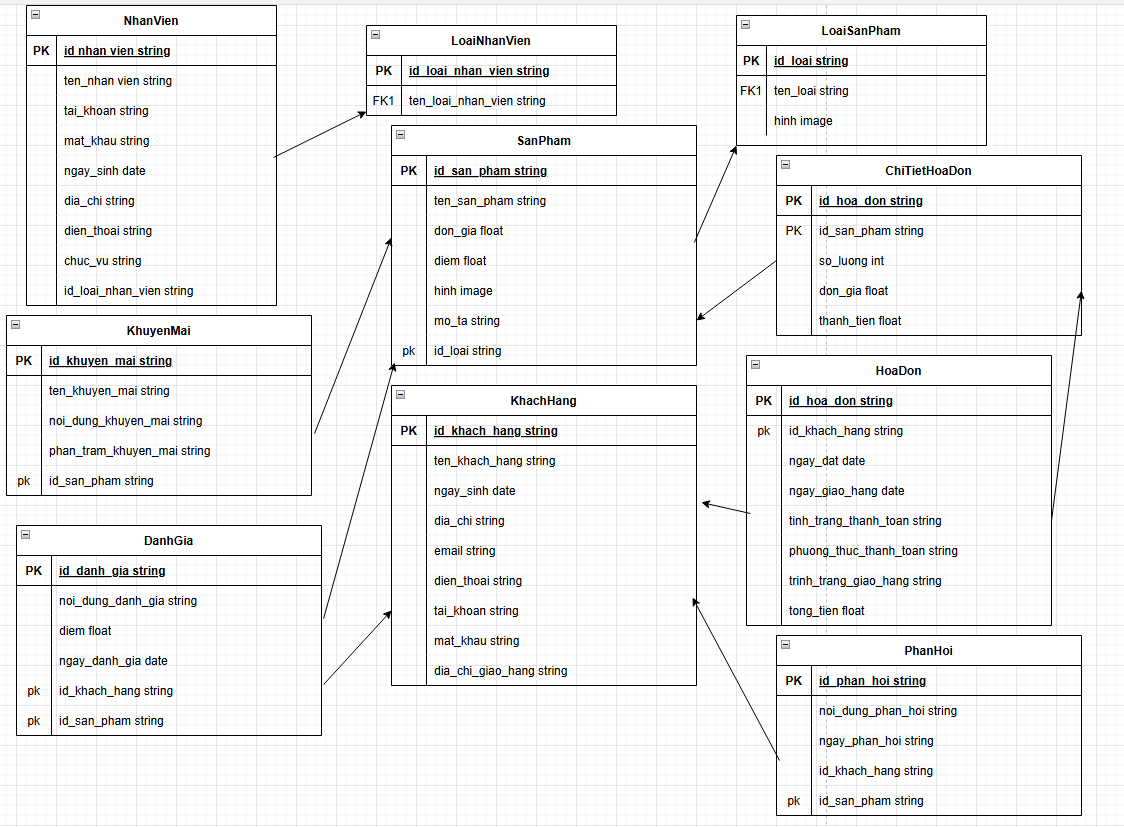 NhanVien
PK id nhan vien string
ten_nhan vien string
tai_khoan string
mat_khau string
ngay_sinh date
dia_chi string
dien_thoai string
chuc_vu string
id_loai_nhan_vien string
LoaiNhanVien
PK id_loai_nhan_vien string
FK1 ten_loai_nhan_vien string
LoaiSanPham
PK id_loai string
FK1 ten_loai string
hinh image
SanPham
PK id_san_pham string
ten_san_pham string
don_gia float
diem float
hinh image
mo_ta string
pk id_loai string
ChiTietHoaDon
PK id_hoa_don string
PK id_san_pham string
so_luong int
don_gia float
thanh_tien float
KhuyenMai
PK id_khuyen_mai string
ten_khuyen_mai string
noi_dung_khuyen_mai string
phan_tram_khuyen_mai string
pk id_san_pham string
KhachHang
PK id_khach_hang string
ten_khach_hang string
ngay_sinh date
dia_chi string
email string
dien_thoai string
tai_khoan string
mat_khau string
dia_chi_giao_hang string
HoaDon
PK id_hoa_don string
pk id_khach_hang string
ngay_dat date
ngay_giao_hang date
tinh_trang_thanh_toan string
phuong_thuc_thanh_toan string
trinh_trang_giao_hang string
tong_tien float
DanhGia
PK id_danh_gia string
noi_dung_danh_gia string
diem float
ngay_danh_gia date
pk id_khach_hang string
pk id_san_pham string
PhanHoi
PK id_phan_hoi string
noi_dung_phan_hoi string
ngay_phan_hoi string
id_khach_hang string
pk id_san_pham string